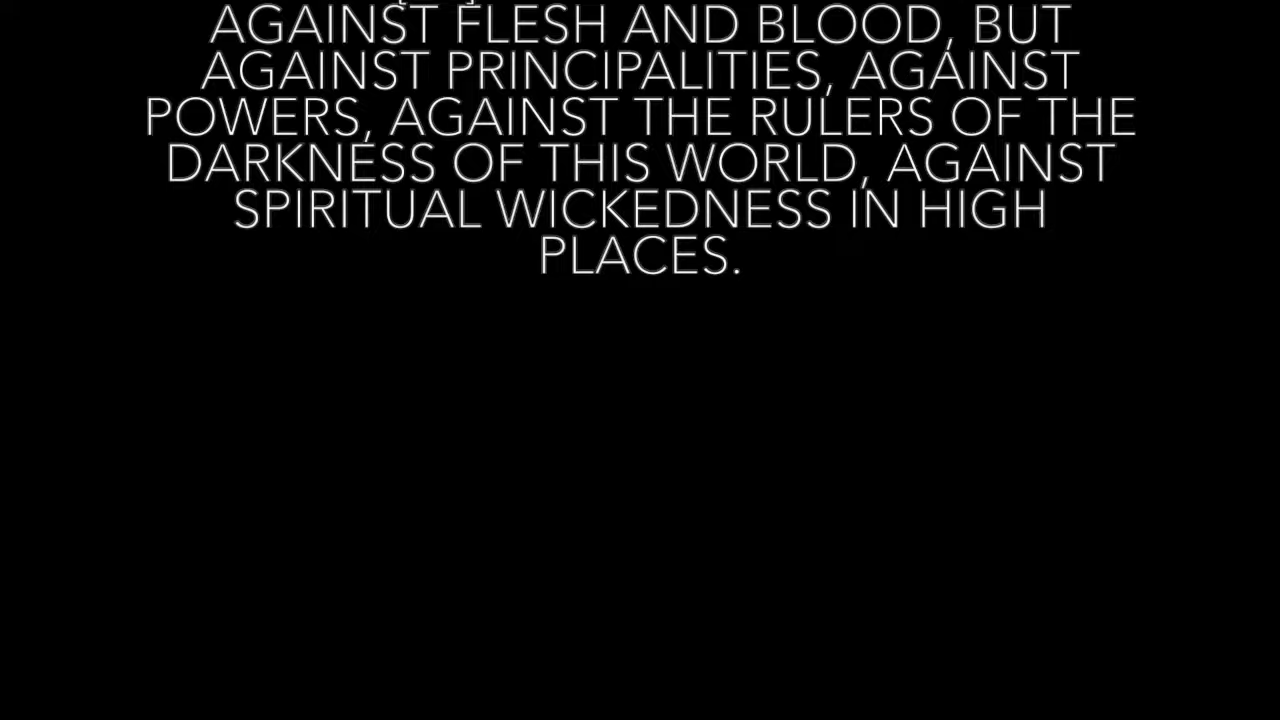 AGAINST FLESH AND BLOOD, BUT
AGAINST PRINCIPALITIES, AGAINST
POWERS, AGAINST THE RULERS OF THE
DARKNESS OF THIS WORLD, AGAINST
SPIRITUAL WICKEDNESS IN HIGH
PLACES.